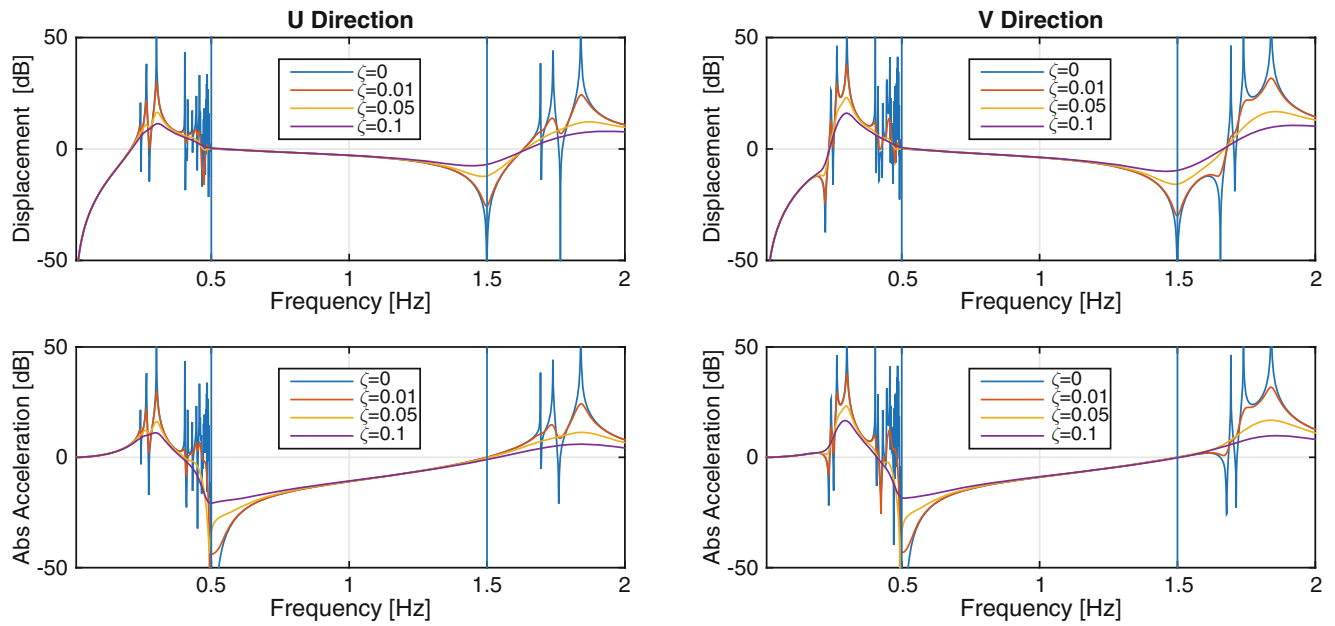 U Direction
V Direction
Displacement [dB]
50
0
-50
ζ=0
ζ=0.01
ζ=0.05
ζ=0.1
0.5
1
1.5
2
Frequency [Hz]
Displacement [dB]
50
0
-50
ζ=0
ζ=0.01
ζ=0.05
ζ=0.1
0.5
1
1.5
2
Frequency [Hz]
Abs Acceleration [dB]
50
0
-50
ζ=0
ζ=0.01
ζ=0.05
ζ=0.1
0.5
1
1.5
2
Frequency [Hz]
Abs Acceleration [dB]
50
0
-50
ζ=0
ζ=0.01
ζ=0.05
ζ=0.1
0.5
1
1.5
2
Frequency [Hz]